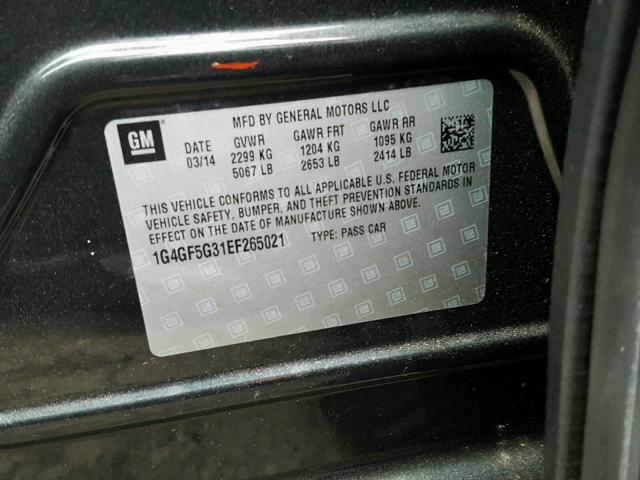 GM
MFD BY GENERAL MOTORS LLC
DATE GVWR GAWR FRT GAWR RR
03/14 2299 KG 1204 KG 1095 KG
5067 LB 2653 LB 2414 LB
THIS VEHICLE CONFORMS TO ALL APPLICABLE U.S. FEDERAL MOTOR
VEHICLE SAFETY, BUMPER, AND THEFT PREVENTION STANDARDS IN
EFFECT ON THE DATE OF MANUFACTURE SHOWN ABOVE.
1G4GF5G31EF265021 TYPE: PASS CAR